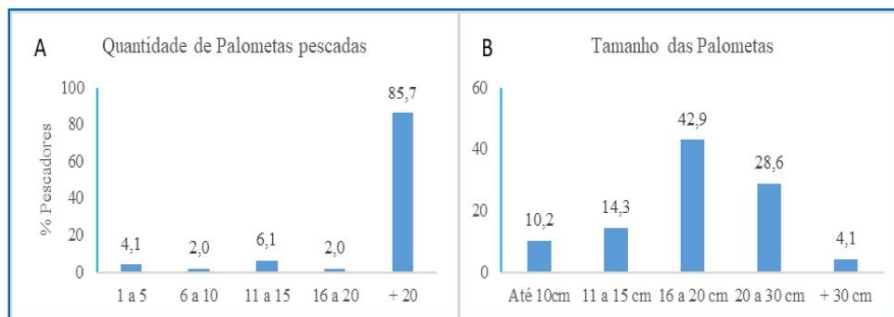 A
Quantidade de Palometas pescadas
% Pescadores
100
80
60
40
20
0
4,1
2,0
6,1
2,0
85,7
1 a 5
6 a 10
11 a 15
16 a 20
+ 20
B
Tamanho das Palometas
60
40
20
0
10,2
14,3
42,9
28,6
4,1
Até 10cm
11 a 15 cm
16 a 20 cm
20 a 30 cm
+ 30 cm